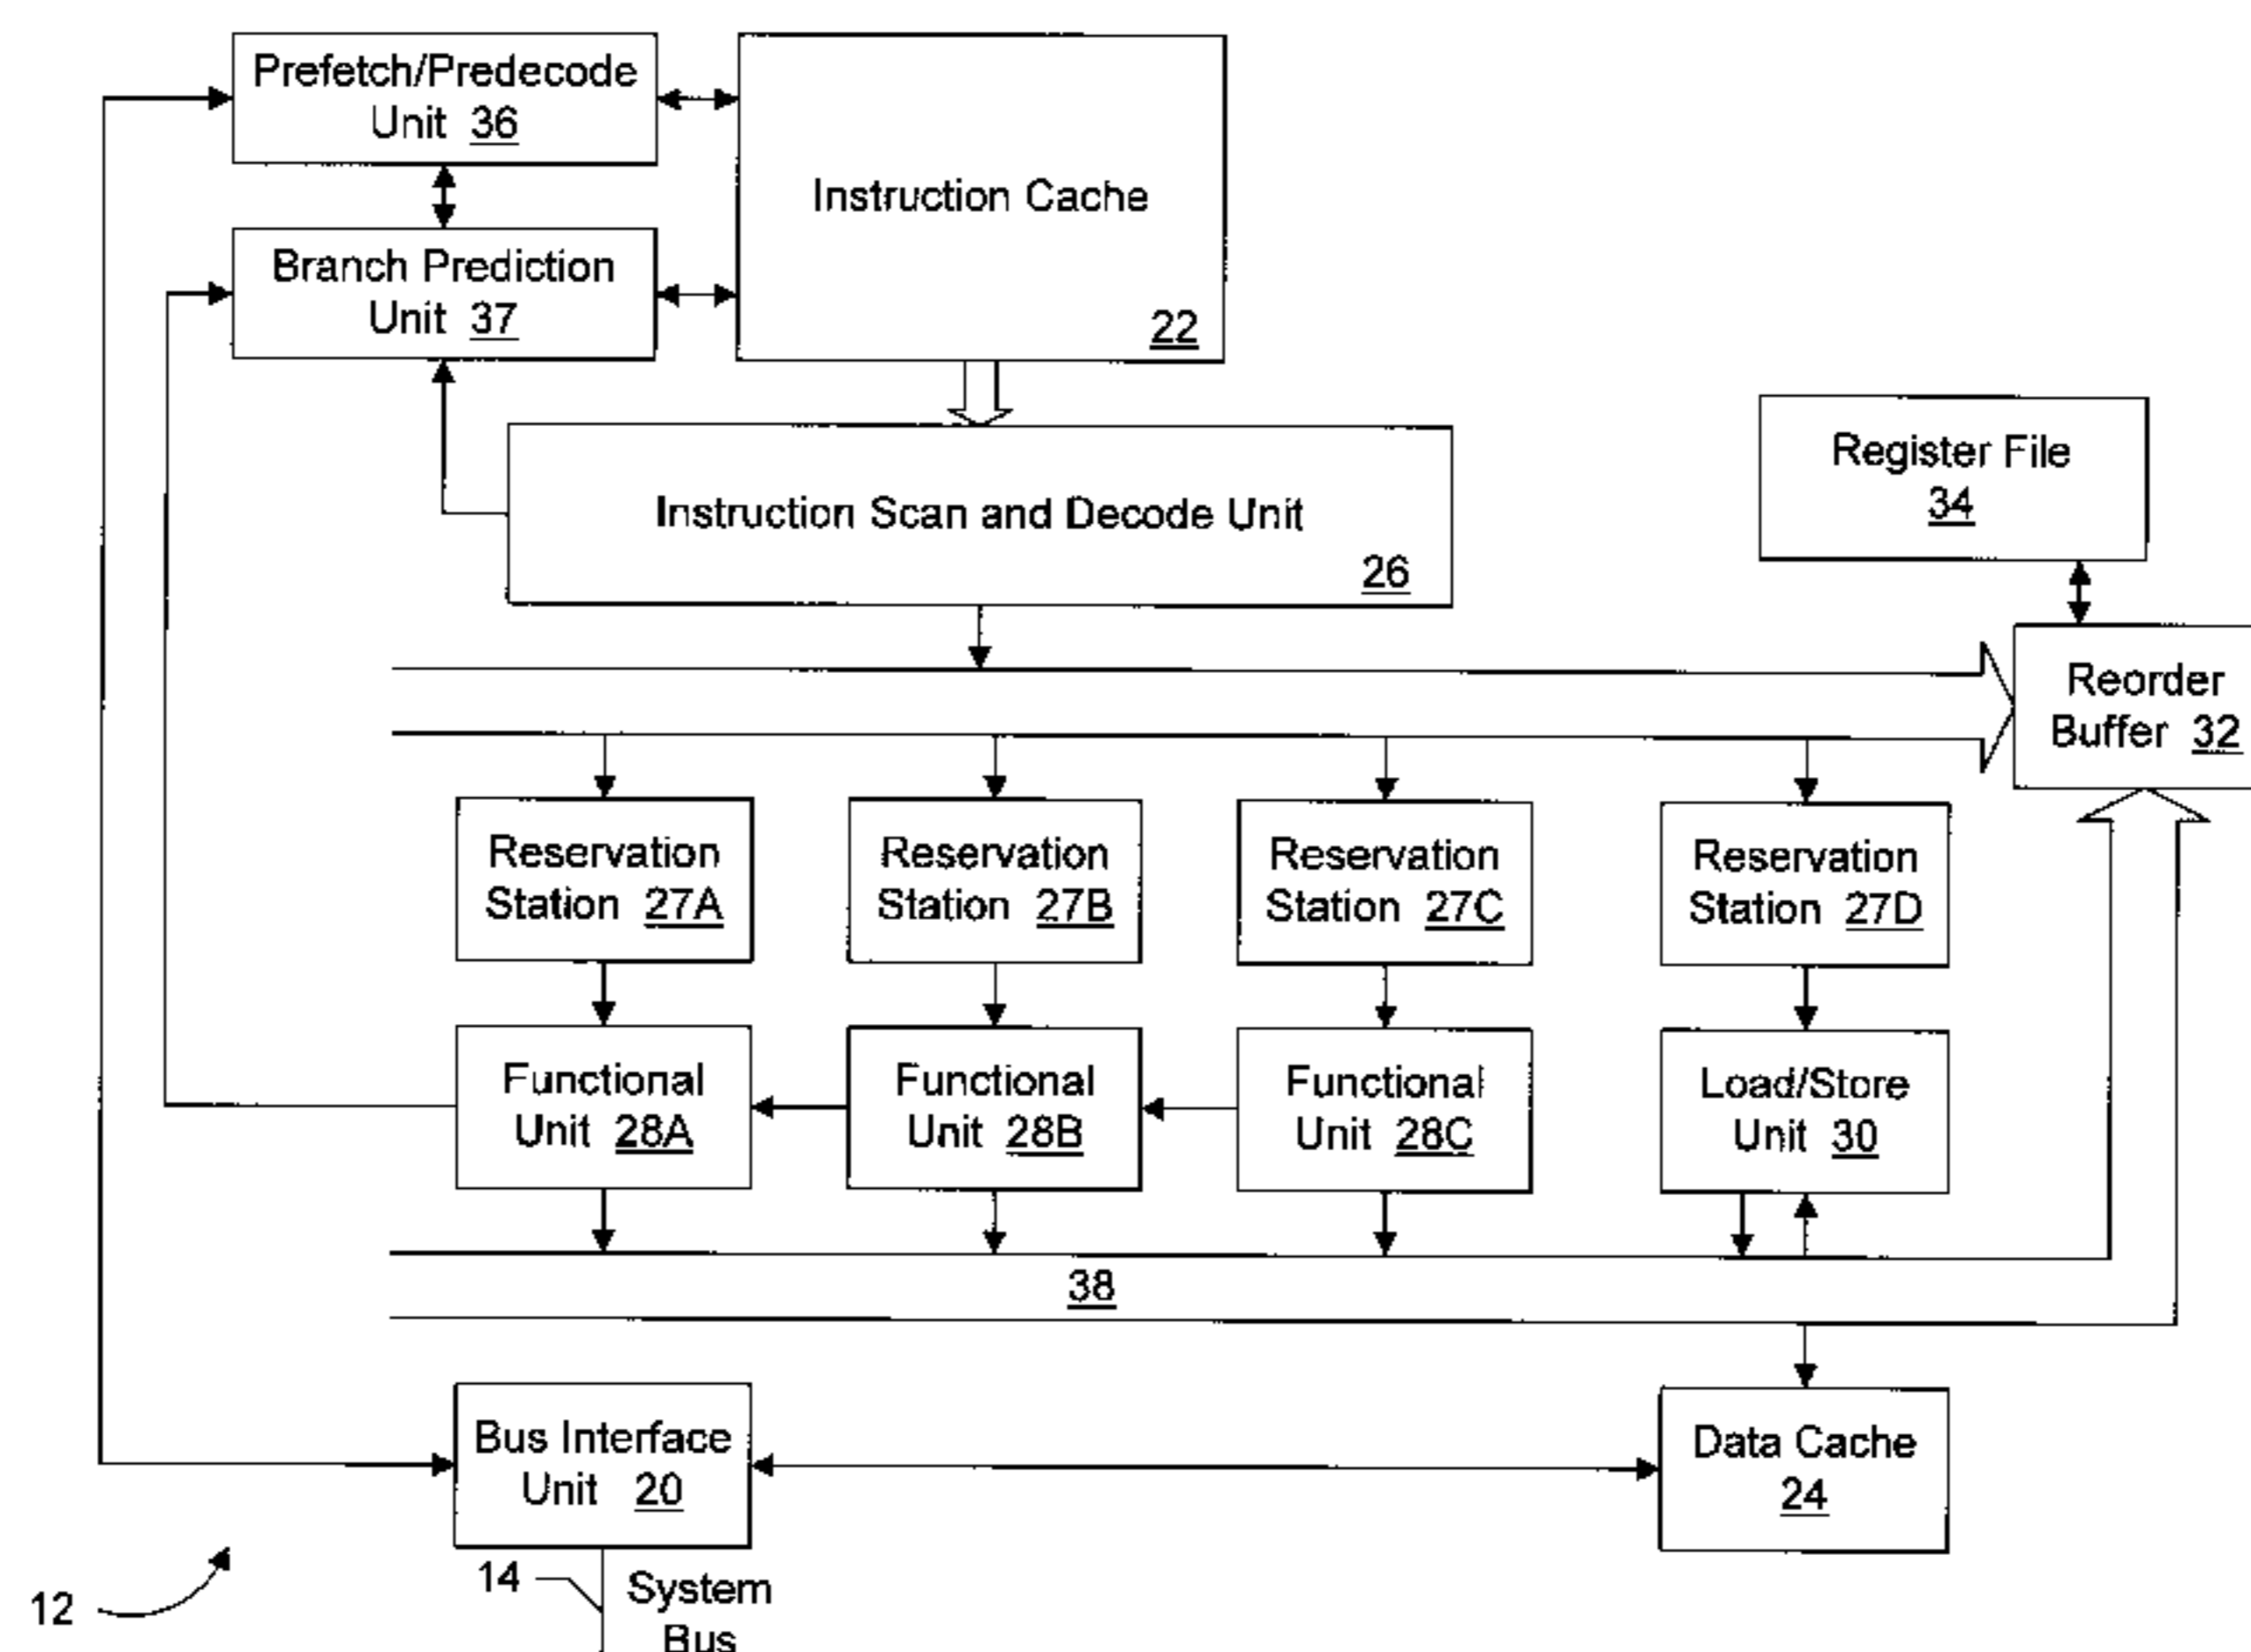 Prefetch/Predecode
Unit 36
Instruction Cache
22
Branch Prediction
Unit 37
Instruction Scan and Decode Unit
26
Register File
34
Reorder
Buffer 32
Reservation
Station 27A
Reservation
Station 27B
Reservation
Station 27C
Reservation
Station 27D
Functional
Unit 28A
Functional
Unit 28B
Functional
Unit 28C
Load/Store
Unit 30
38
Bus Interface
Unit 20
Data Cache
24
12
14
System
Bus